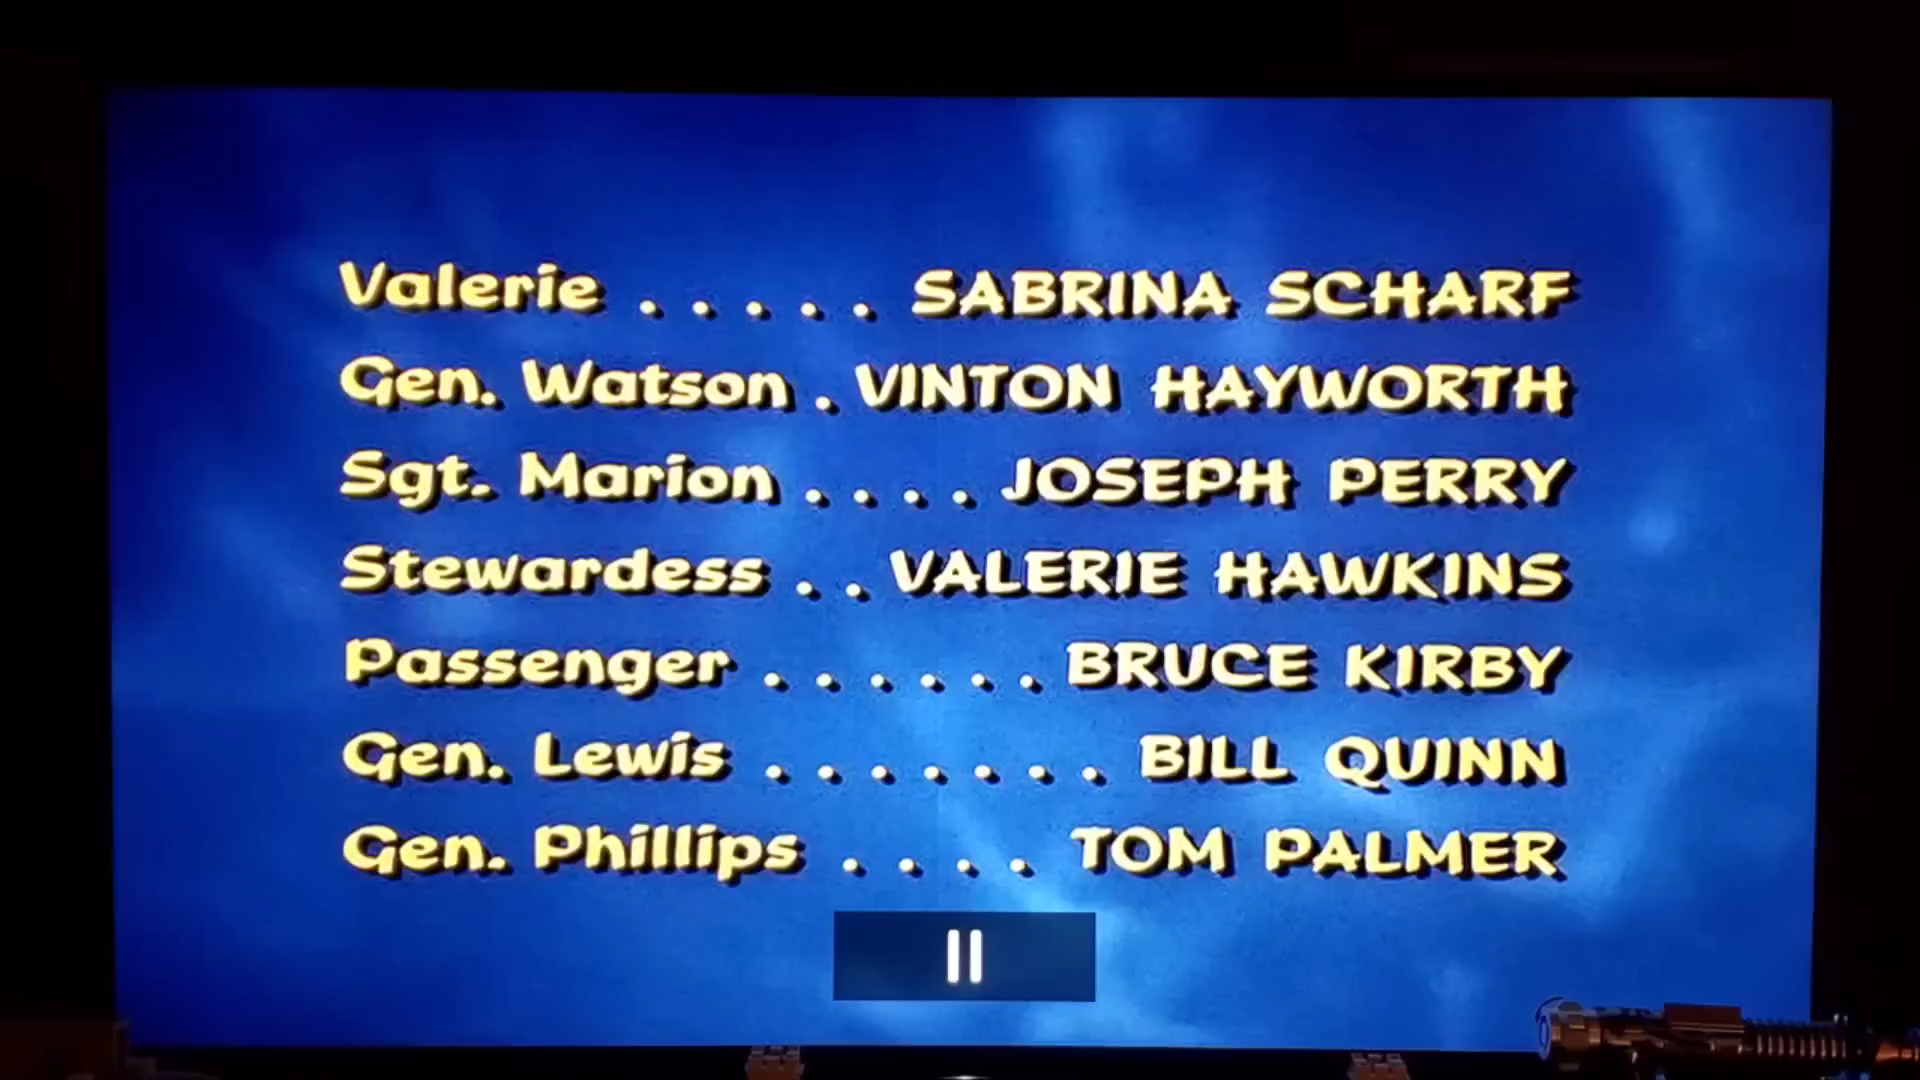 Valerie . . . . . SABRINA SCHARF
Gen. Watson . VINTON HAYWORTH
Sgt. Marion . . . . JOSEPH PERRY
Stewardess . . VALERIE HAWKINS
Passenger . . . . . . BRUCE KIRBY
Gen. Lewis . . . . . . . BILL QUINN
Gen. Phillips . . . . TOM PALMER